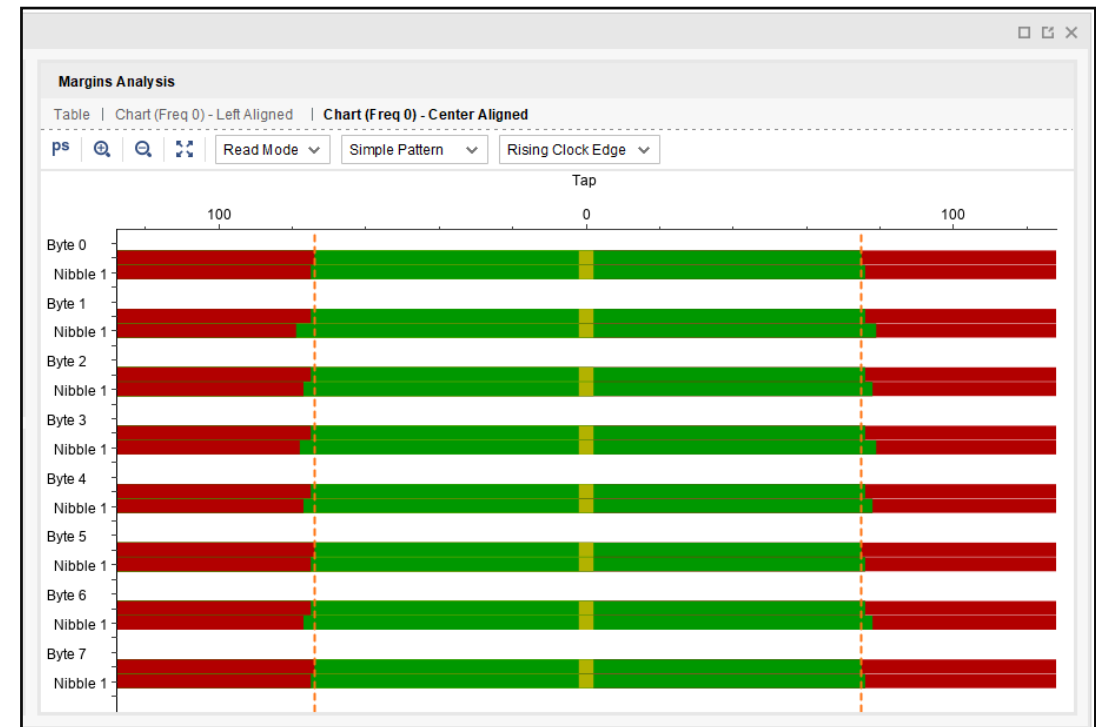 Margins Analysis
Table | Chart (Freq 0) - Left Aligned | Chart (Freq 0) - Center Aligned
ps Read Mode Simple Pattern Rising Clock Edge
Tap
100 0 100
Byte 0
Nibble 1
Byte 1
Nibble 1
Byte 2
Nibble 1
Byte 3
Nibble 1
Byte 4
Nibble 1
Byte 5
Nibble 1
Byte 6
Nibble 1
Byte 7
Nibble 1